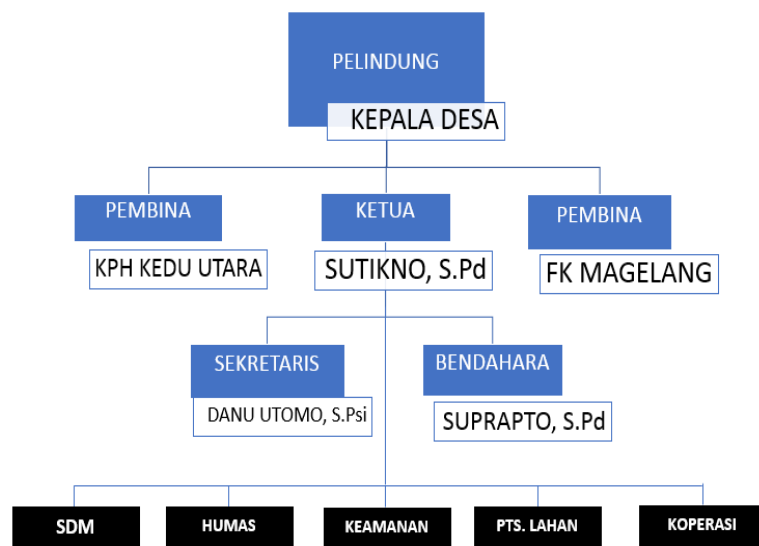 PELINDUNG
KEPALA DESA
PEMBINA
KETUA
PEMBINA
KPH KEDU UTARA
SUTIKNO, S.Pd
FK MAGELANG
SEKRETARIS
BENDAHARA
DANU UTOMO, S.Psi
SUPRAPTO, S.Pd
SDM
HUMAS
KEAMANAN
PTS. LAHAN
KOPERASI